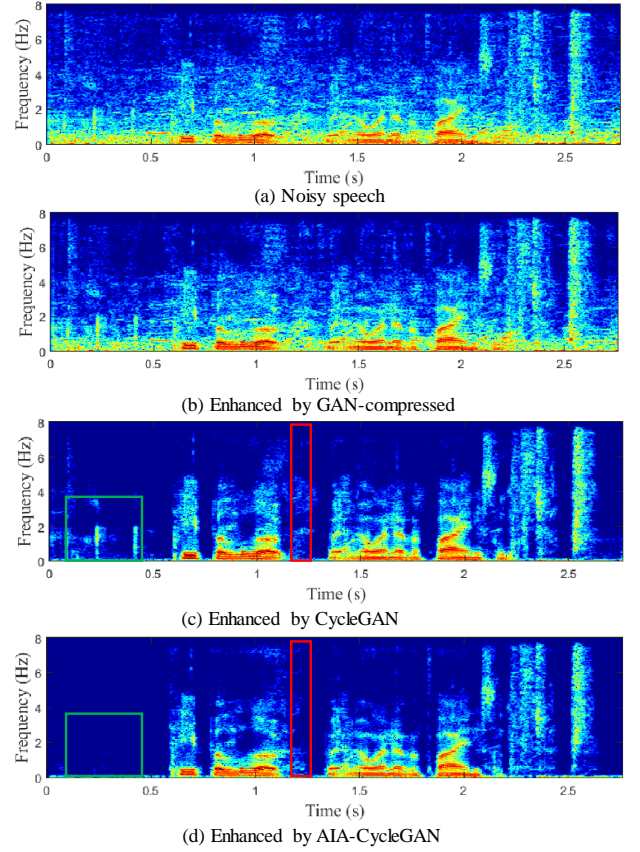 8
6
4
2
0
Frequency (Hz)
0 0.5 1 1.5 2 2.5
Time (s)
(a) Noisy speech
8
6
4
2
0
Frequency (Hz)
0 0.5 1 1.5 2 2.5
Time (s)
(b) Enhanced by GAN-compressed
8
6
4
2
0
Frequency (Hz)
0 0.5 1 1.5 2 2.5
Time (s)
(c) Enhanced by CycleGAN
8
6
4
2
0
Frequency (Hz)
0 0.5 1 1.5 2 2.5
Time (s)
(d) Enhanced by AIA-CycleGAN